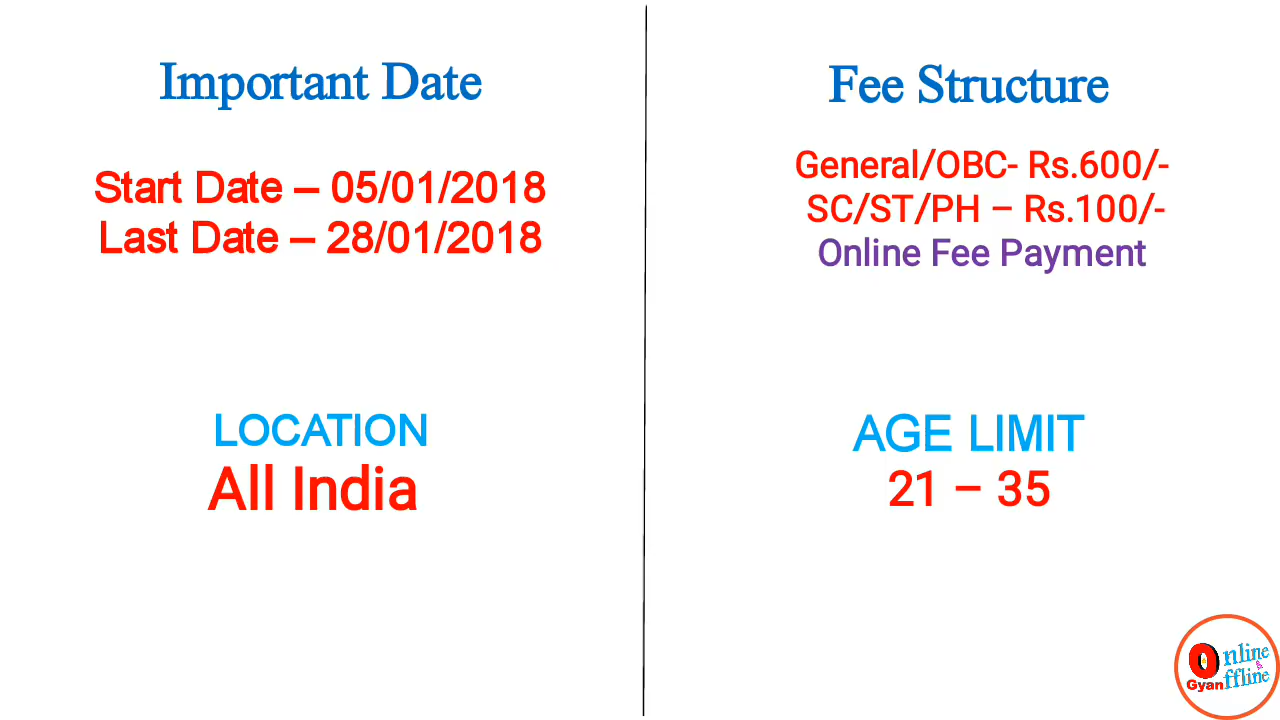 Important Date
Start Date – 05/01/2018
Last Date – 28/01/2018
LOCATION
All India
Fee Structure
General/OBC- Rs.600/-
SC/ST/PH – Rs.100/-
Online Fee Payment
AGE LIMIT
21 – 35
Online
&
Gyan Offline